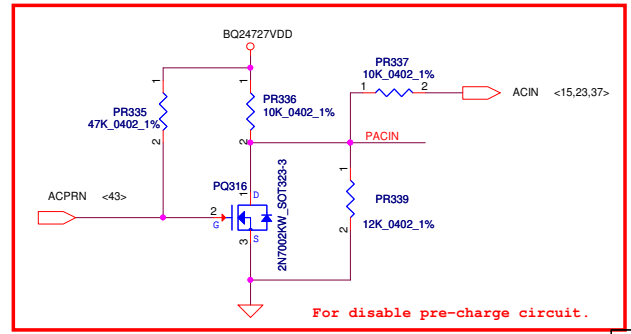 BQ24727VDD
PR337
10K_0402_1%
1
2
ACIN <15,23,37>
1
1
PR335
47K_0402_1%
2
PR336
10K_0402_1%
2
PACIN
1
PR339
12K_0402_1%
2
PQ316
1
D
2N7002KW_SOT323-3
ACPRN <43>
2
G
3
S
For disable pre-charge circuit.